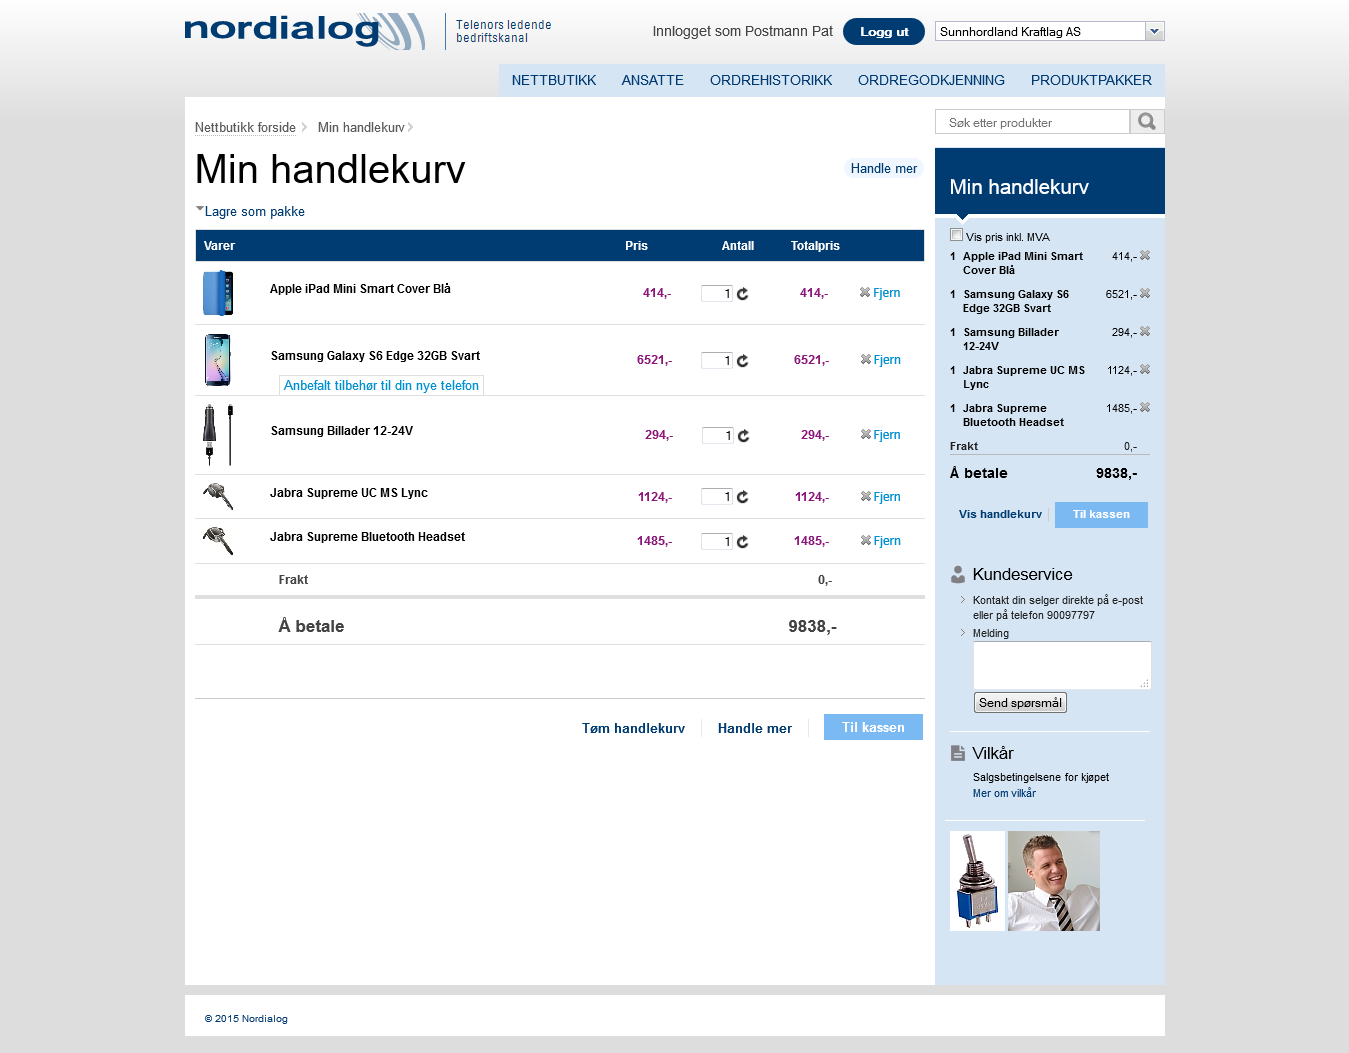 nordialog
Telenors ledende
bedriftskanal
Innlogget som Postmann Pat
Logg ut
Sunnhordland Kraftlag AS
NETTBUTIKK ANSATTE ORDREHISTORIKK ORDREGODKJENNING PRODUKTPAKKER
Nettbutikk forside Min handlekurv
Min handlekurv
Handle mer
Lagre som pakke
Varer Pris Antall Totalpris
Apple iPad Mini Smart Cover Blå 414,- 1 414,- Fjern
Samsung Galaxy S6 Edge 32GB Svart 6521,- 1 6521,- Fjern
Anbefalt tilbehør til din nye telefon
Samsung Billader 12-24V 294,- 1 294,- Fjern
Jabra Supreme UC MS Lync 1124,- 1 1124,- Fjern
Jabra Supreme Bluetooth Headset 1485,- 1 1485,- Fjern
Frakt 0,-
Å betale 9838,-
Tøm handlekurv Handle mer Til kassen
Søk etter produkter
Min handlekurv
Vis pris inkl. MVA
1 Apple iPad Mini Smart 414,-
Cover Blå
1 Samsung Galaxy S6 6521,-
Edge 32GB Svart
1 Samsung Billader 294,-
12-24V
1 Jabra Supreme UC MS 1124,-
Lync
1 Jabra Supreme 1485,-
Bluetooth Headset
Frakt 0,-
Å betale 9838,-
Vis handlekurv Til kassen
Kundeservice
Kontakt din selger direkte på e-post
eller på telefon 90097797
Melding
Send spørsmål
Vilkår
Salgsbetingelsene for kjøpet
Mer om vilkår
© 2015 Nordialog